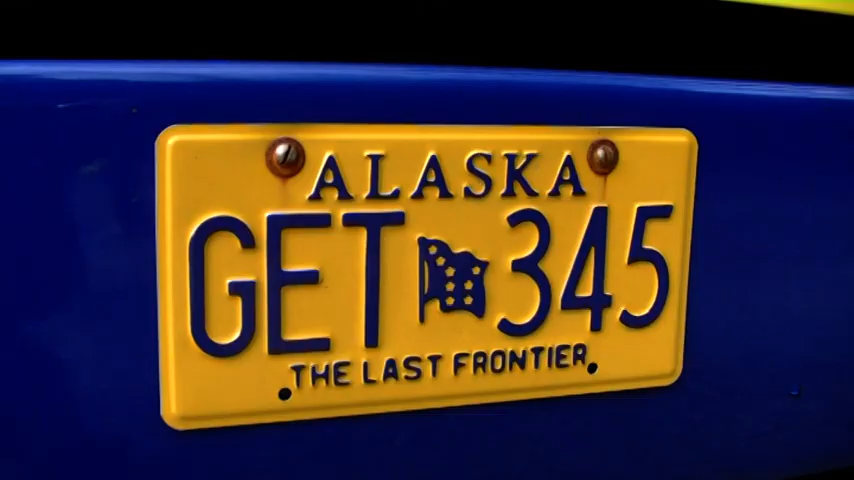 ALASKA
GET 345
THE LAST FRONTIER